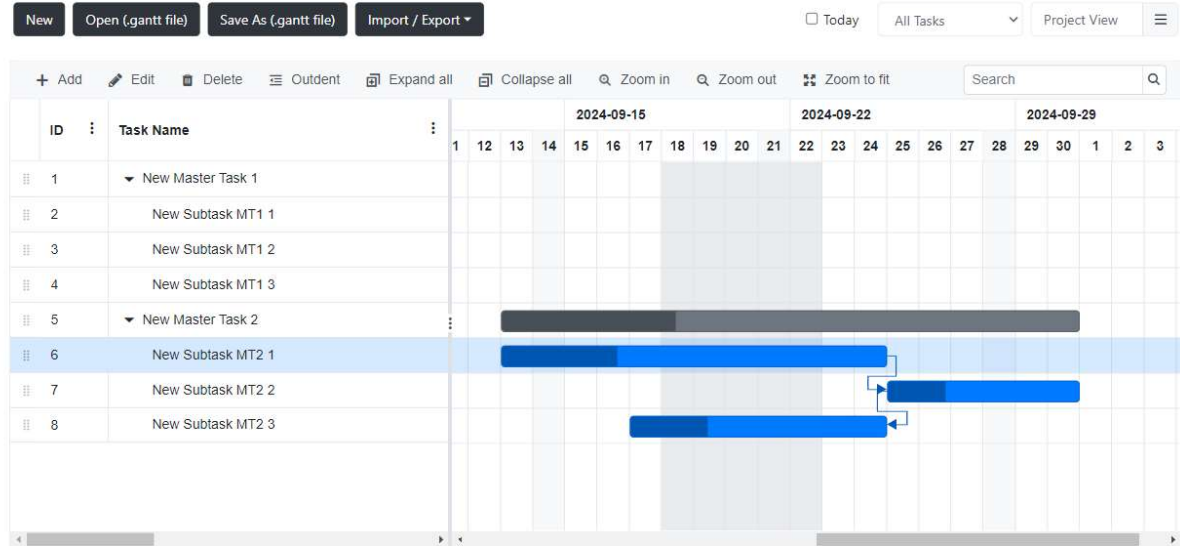 New Open (.gantt file) Save As (.gantt file) Import / Export Today All Tasks Project View
Add Edit Delete Outdent Expand all Collapse all Zoom in Zoom out Zoom to fit Search
2024-09-15 2024-09-22 2024-09-29
ID Task Name
1 12 13 14 15 16 17 18 19 20 21 22 23 24 25 26 27 28 29 30 1 2 3
1 New Master Task 1
2 New Subtask MT1 1
3 New Subtask MT1 2
4 New Subtask MT1 3
5 New Master Task 2
6 New Subtask MT2 1
7 New Subtask MT2 2
8 New Subtask MT2 3